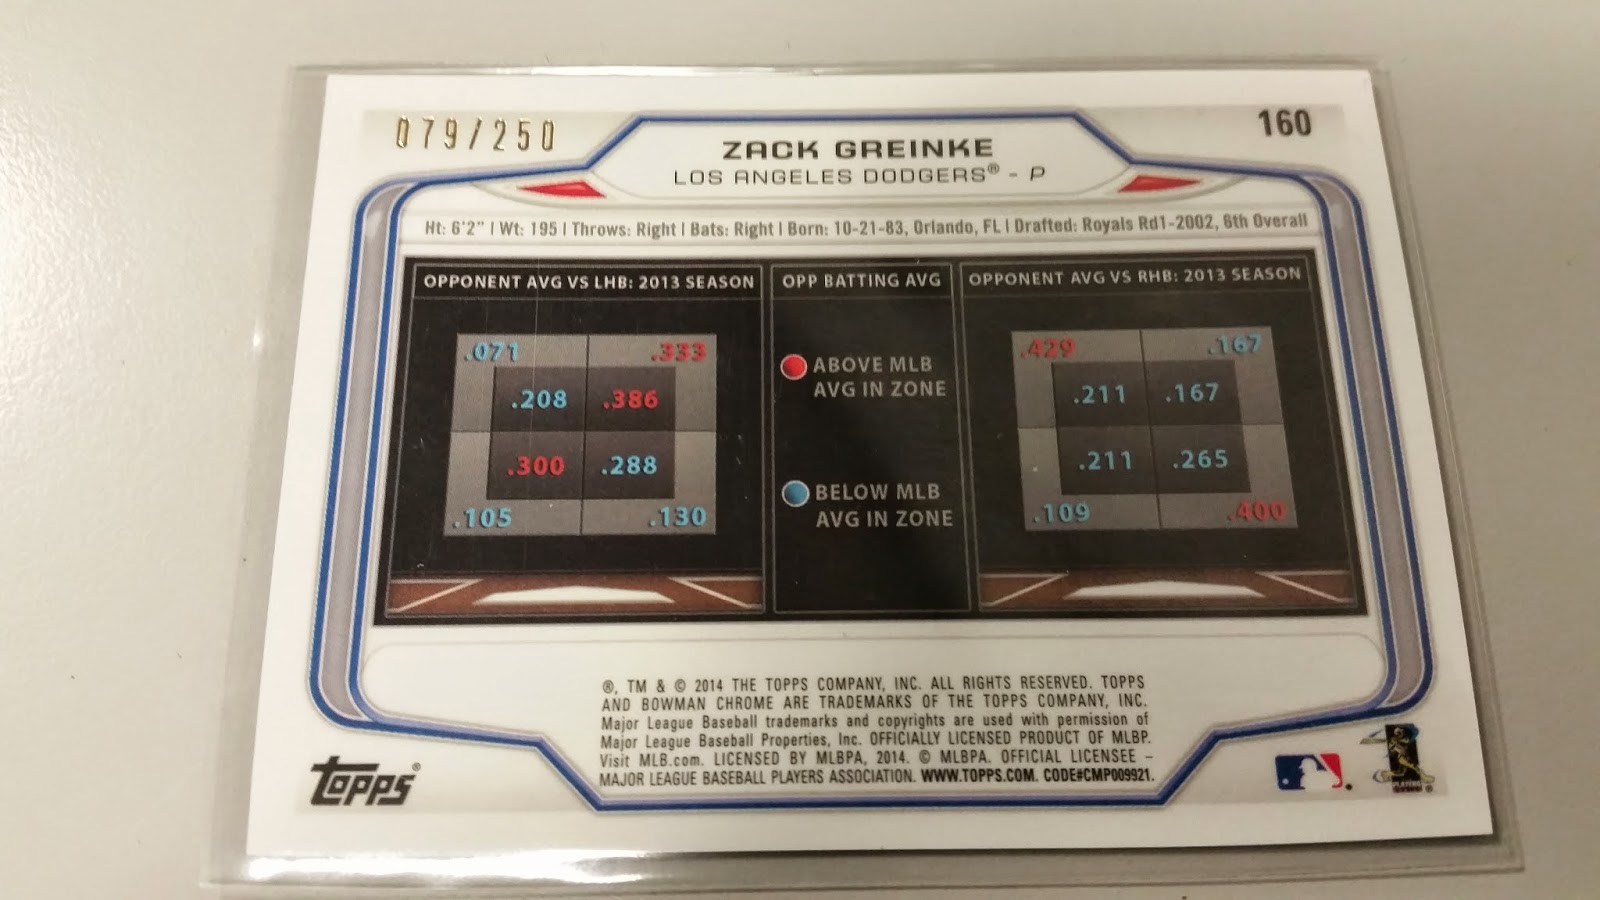 079/250
160
ZACK GREINKE
LOS ANGELES DODGERS® - P
Ht: 6'2" | Wt: 195 | Throws: Right | Bats: Right | Born: 10-21-83, Orlando, FL | Drafted: Royals Rd1-2002, 6th Overall
OPPONENT AVG VS LHB: 2013 SEASON
.071 .333
.208 .386
.300 .288
.105 .130
OPP BATTING AVG
ABOVE MLB
AVG IN ZONE
BELOW MLB
AVG IN ZONE
OPPONENT AVG VS RHB: 2013 SEASON
.429 .167
.211 .167
.211 .265
.109 .400
®, TM & © 2014 THE TOPPS COMPANY, INC. ALL RIGHTS RESERVED. TOPPS
AND BOWMAN CHROME ARE TRADEMARKS OF THE TOPPS COMPANY, INC.
Major League Baseball trademarks and copyrights are used with permission of
Major League Baseball Properties, Inc. OFFICIALLY LICENSED PRODUCT OF MLBP.
Visit MLB.com. LICENSED BY MLBPA, 2014. © MLBPA. OFFICIAL LICENSEE –
MAJOR LEAGUE BASEBALL PLAYERS ASSOCIATION. WWW.TOPPS.COM. CODE#CMP009921.
TOPPS®